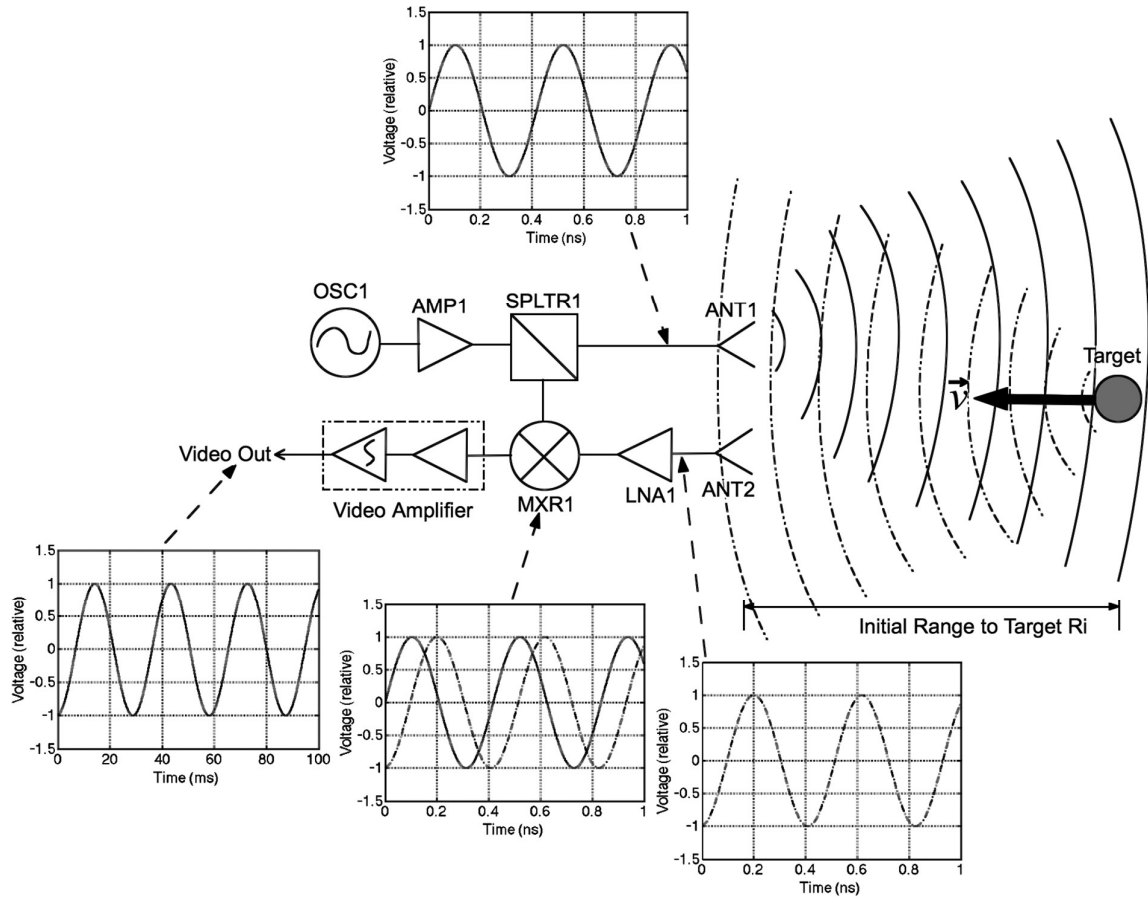 1.5
1
0.5
0
-0.5
-1
-1.5
Voltage (relative)
0 0.2 0.4 0.6 0.8 1
Time (ns)
OSC1
AMP1
SPLTR1
ANT1
Target
v
Video Out
Video Amplifier
MXR1
LNA1
ANT2
Initial Range to Target Ri
1.5
1
0.5
0
-0.5
-1
-1.5
Voltage (relative)
0 20 40 60 80 100
Time (ms)
1.5
1
0.5
0
-0.5
-1
-1.5
Voltage (relative)
0 0.2 0.4 0.6 0.8 1
Time (ns)
1.5
1
0.5
0
-0.5
-1
-1.5
Voltage (relative)
0 0.2 0.4 0.6 0.8 1
Time (ns)